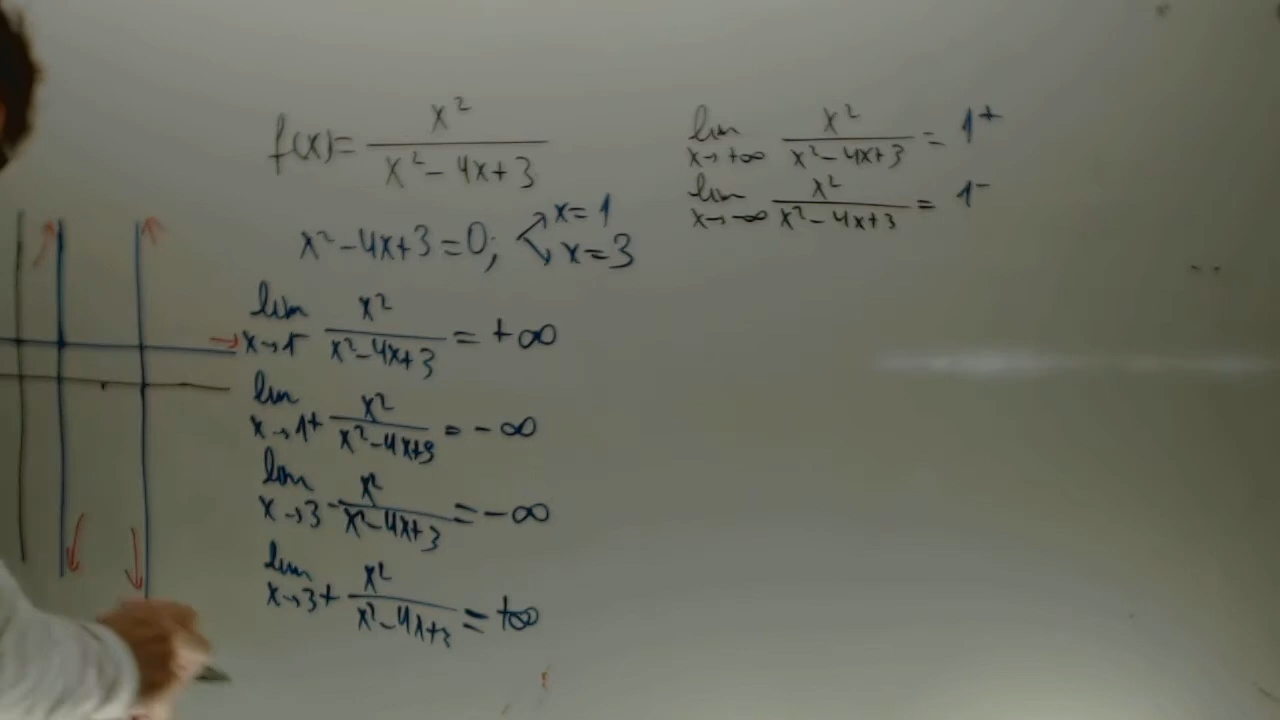 f(x)= x²/(x²-4x+3)
x²-4x+3=0; x=1
x=3
lim x→1⁻ x²/(x²-4x+3) = +∞
lim x→1+ x²/(x²-4x+3) = -∞
lim x→3- x²/(x²-4x+3) = -∞
lim x→3+ x²/(x²-4x+3) = +∞
lim x→+∞ x²/(x²-4x+3) = 1⁺
lim x→-∞ x²/(x²-4x+3) = 1⁻